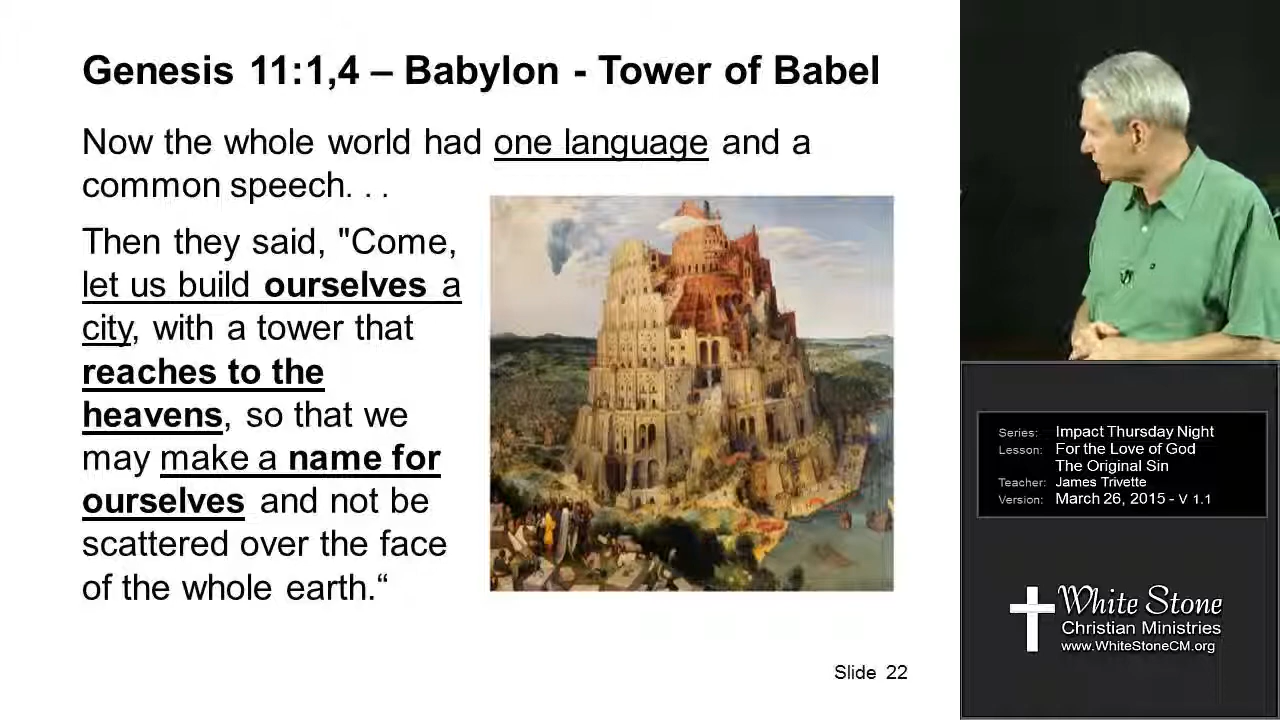 Genesis 11:1,4 – Babylon - Tower of Babel
Now the whole world had one language and a
common speech. . .
Then they said, "Come,
let us build ourselves a
city, with a tower that
reaches to the
heavens, so that we
may make a name for
ourselves and not be
scattered over the face
of the whole earth.“
Slide 22
Series: Impact Thursday Night
Lesson: For the Love of God
The Original Sin
Teacher: James Trivette
Version: March 26, 2015 - V 1.1
White Stone
Christian Ministries
www.WhiteStoneCM.org